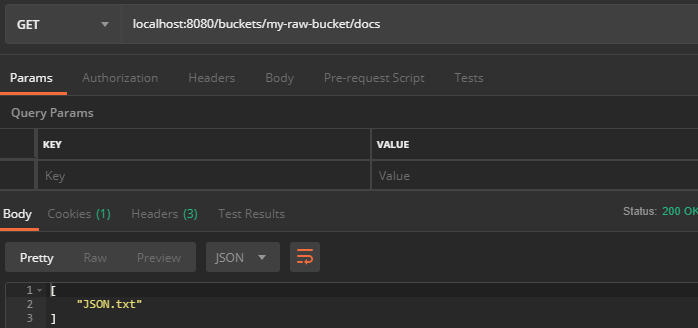 GET localhost:8080/buckets/my-raw-bucket/docs
Params Authorization Headers Body Pre-request Script Tests
Query Params
KEY VALUE
Key Value
Body Cookies (1) Headers (3) Test Results Status: 200 OK
Pretty Raw Preview JSON
1 [
2 "JSON.txt"
3 ]